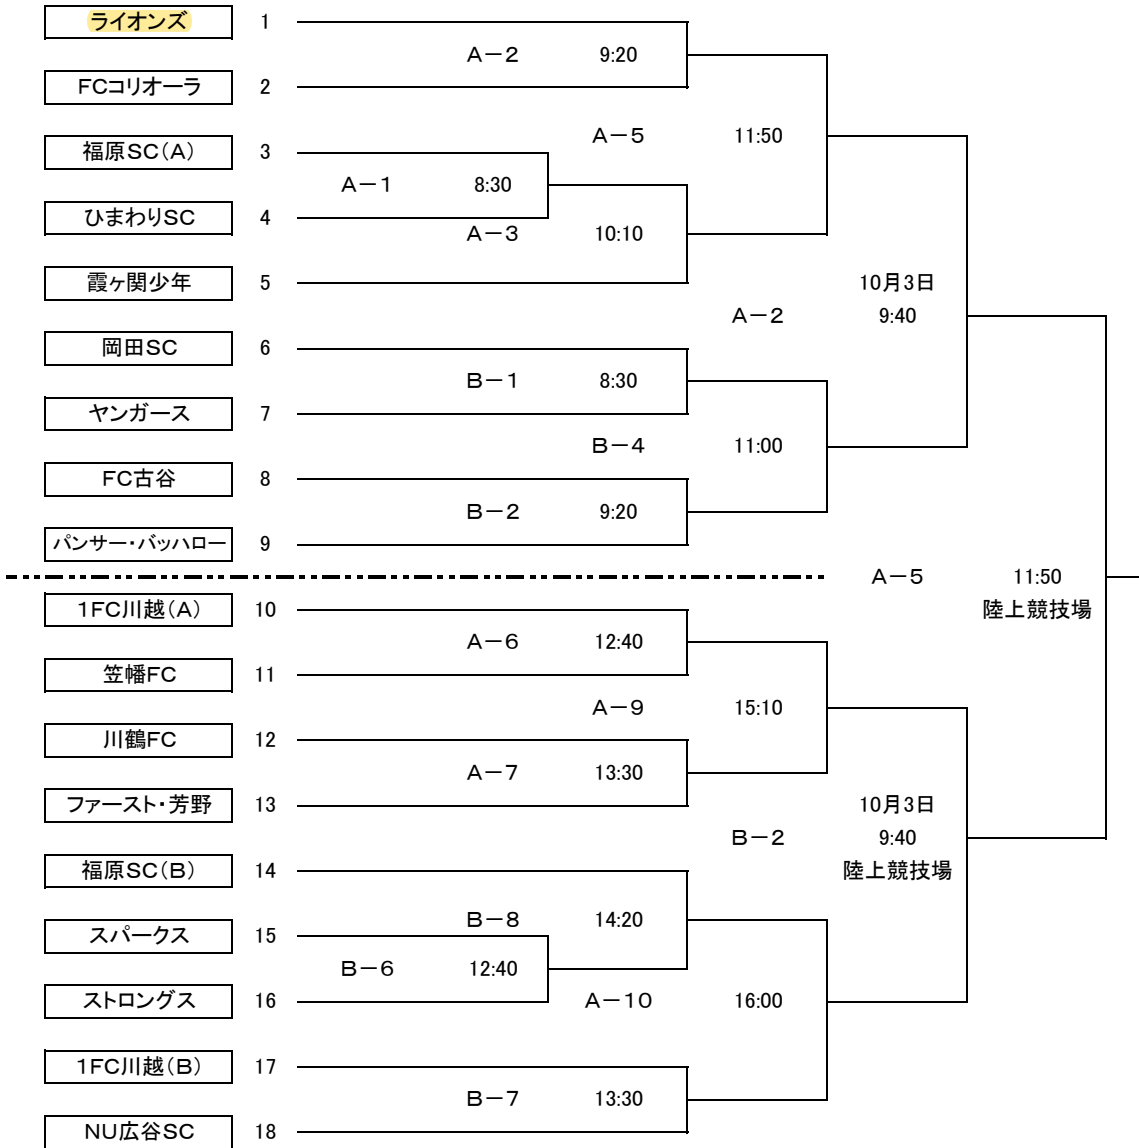 ライオンズ 1
A－2 9:20
FCコリオーラ 2
A－5 11:50
福原SC（A） 3
A－1 8:30
ひまわりSC 4
A－3 10:10
霞ヶ関少年 5 10月3日
A－2 9:40
岡田SC 6
B－1 8:30
ヤンガース 7
B－4 11:00
FC古谷 8
B－2 9:20
パンサー・バッハロー 9
A－5 11:50
1FC川越（A） 10 陸上競技場
A－6 12:40
笠幡FC 11
A－9 15:10
川鶴FC 12
A－7 13:30
ファースト・芳野 13 10月3日
B－2 9:40
福原SC（B） 14 陸上競技場
B－8 14:20
スパークス 15
B－6 12:40
ストロングス 16 A－10 16:00
1FC川越（B） 17
B－7 13:30
NU広谷SC 18